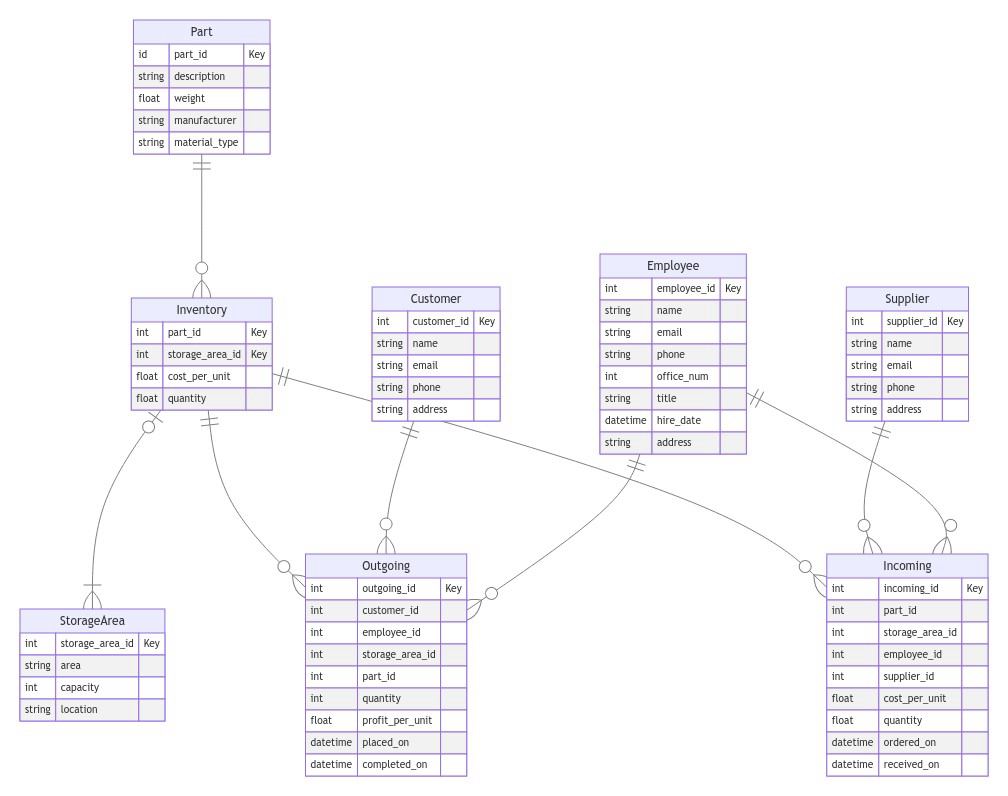 Part
id part_id Key
string description
float weight
string manufacturer
string material_type
Inventory
int part_id Key
int storage_area_id Key
float cost_per_unit
float quantity
Customer
int customer_id Key
string name
string email
string phone
string address
Employee
int employee_id Key
string name
string email
string phone
int office_num
string title
datetime hire_date
string address
Supplier
int supplier_id Key
string name
string email
string phone
string address
StorageArea
int storage_area_id Key
string area
int capacity
string location
Outgoing
int outgoing_id Key
int customer_id
int employee_id
int storage_area_id
int part_id
int quantity
float profit_per_unit
datetime placed_on
datetime completed_on
Incoming
int incoming_id Key
int part_id
int storage_area_id
int employee_id
int supplier_id
float cost_per_unit
float quantity
datetime ordered_on
datetime received_on